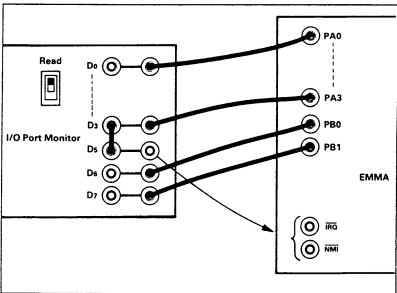 Read
I/O Port Monitor
D0
D3
D5
D6
D7
PA0
PA3
PB0
PB1
EMMA
IRQ
NMI